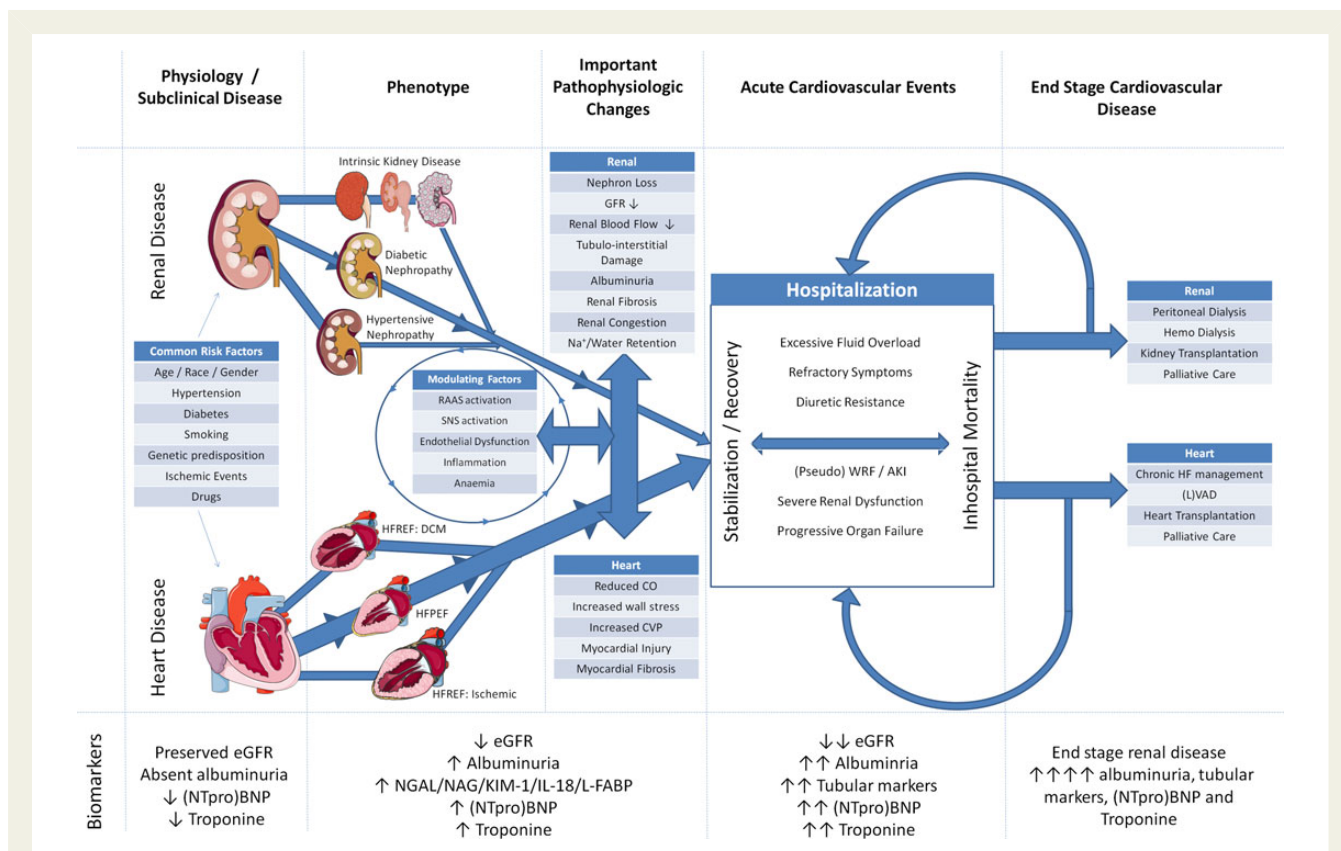 Physiology /
Subclinical Disease
Phenotype
Important
Pathophysiologic
Changes
Acute Cardiovascular Events
End Stage Cardiovascular
Disease
Renal Disease
Heart Disease
Biomarkers
Common Risk Factors
Age / Race / Gender
Hypertension
Diabetes
Smoking
Genetic predisposition
Ischemic Events
Drugs
Intrinsic Kidney Disease
Diabetic
Nephropathy
Hypertensive
Nephropathy
Modulating Factors
RAAS activation
SNS activation
Endothelial Dysfunction
Inflammation
Anaemia
HFREF: DCM
HFPEF
HFREF: Ischemic
Renal
Nephron Loss
GFR ↓
Renal Blood Flow ↓
Tubulo-interstitial
Damage
Albuminuria
Renal Fibrosis
Renal Congestion
Na⁺/Water Retention
Heart
Reduced CO
Increased wall stress
Increased CVP
Myocardial Injury
Myocardial Fibrosis
Hospitalization
Stabilization / Recovery
Excessive Fluid Overload
Refractory Symptoms
Diuretic Resistance
(Pseudo) WRF / AKI
Severe Renal Dysfunction
Progressive Organ Failure
Inhospital Mortality
Renal
Peritoneal Dialysis
Hemo Dialysis
Kidney Transplantation
Palliative Care
Heart
Chronic HF management
(L)VAD
Heart Transplantation
Palliative Care
Preserved eGFR
Absent albuminuria
↓ (NTpro)BNP
↓ Troponine
↓ eGFR
↑ Albuminuria
↑ NGAL/NAG/KIM-1/IL-18/L-FABP
↑ (NTpro)BNP
↑ Troponine
↓↓ eGFR
↑↑ Albuminria
↑↑ Tubular markers
↑↑ (NTpro)BNP
↑↑ Troponine
End stage renal disease
↑↑↑↑ albuminuria, tubular
markers, (NTpro)BNP and
Troponine